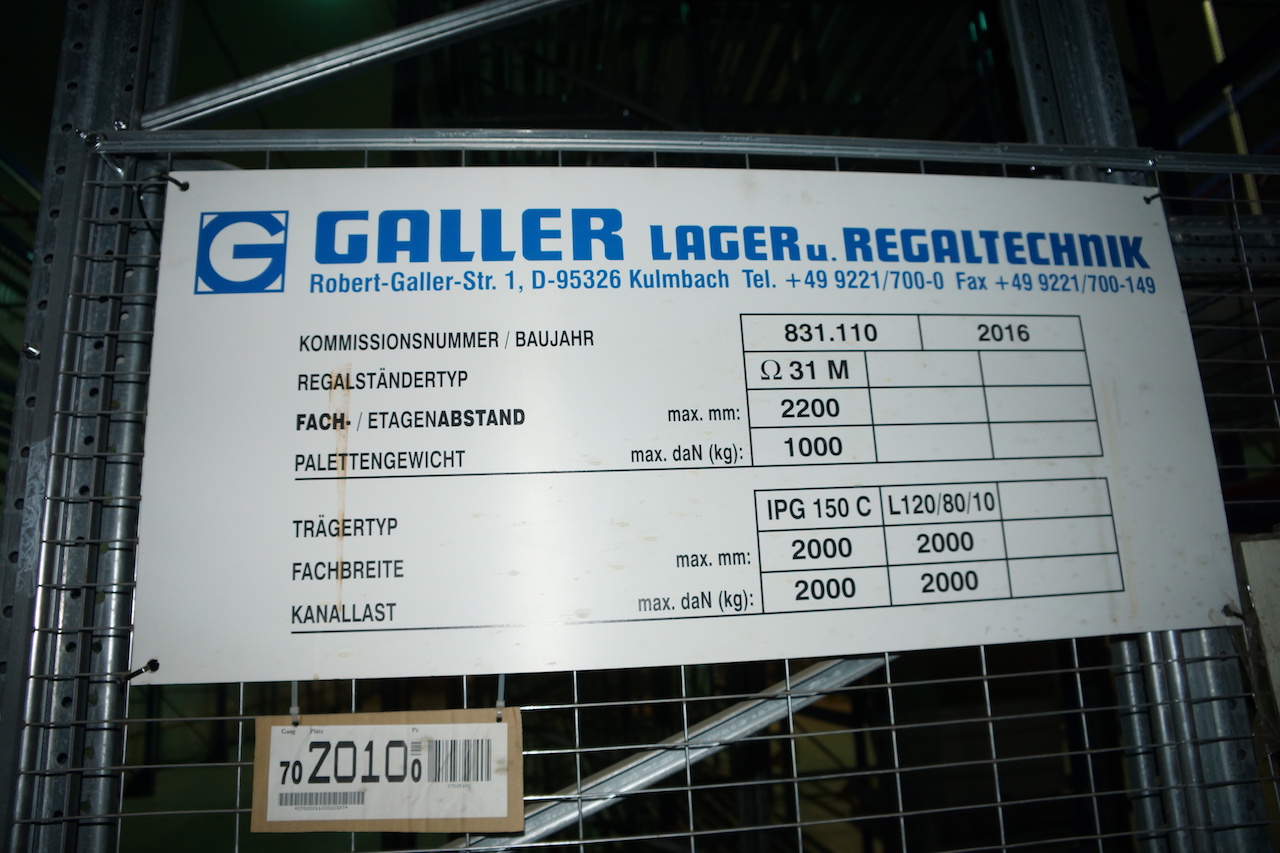 G GALLER LAGER u. REGALTECHNIK
Robert-Galler-Str. 1, D-95326 Kulmbach Tel. +49 9221/700-0 Fax +49 9221/700-149
KOMMISSIONSNUMMER / BAUJAHR 831.110 2016
REGALSTÄNDERTYP Ω 31 M
FACH- / ETAGENABSTAND max. mm: 2200
PALETTENGEWICHT max. daN (kg): 1000
TRÄGERTYP IPG 150 C L120/80/10
FACHBREITE max. mm: 2000 2000
KANALLAST max. daN (kg): 2000 2000
Gang Platz
70 Z010 0